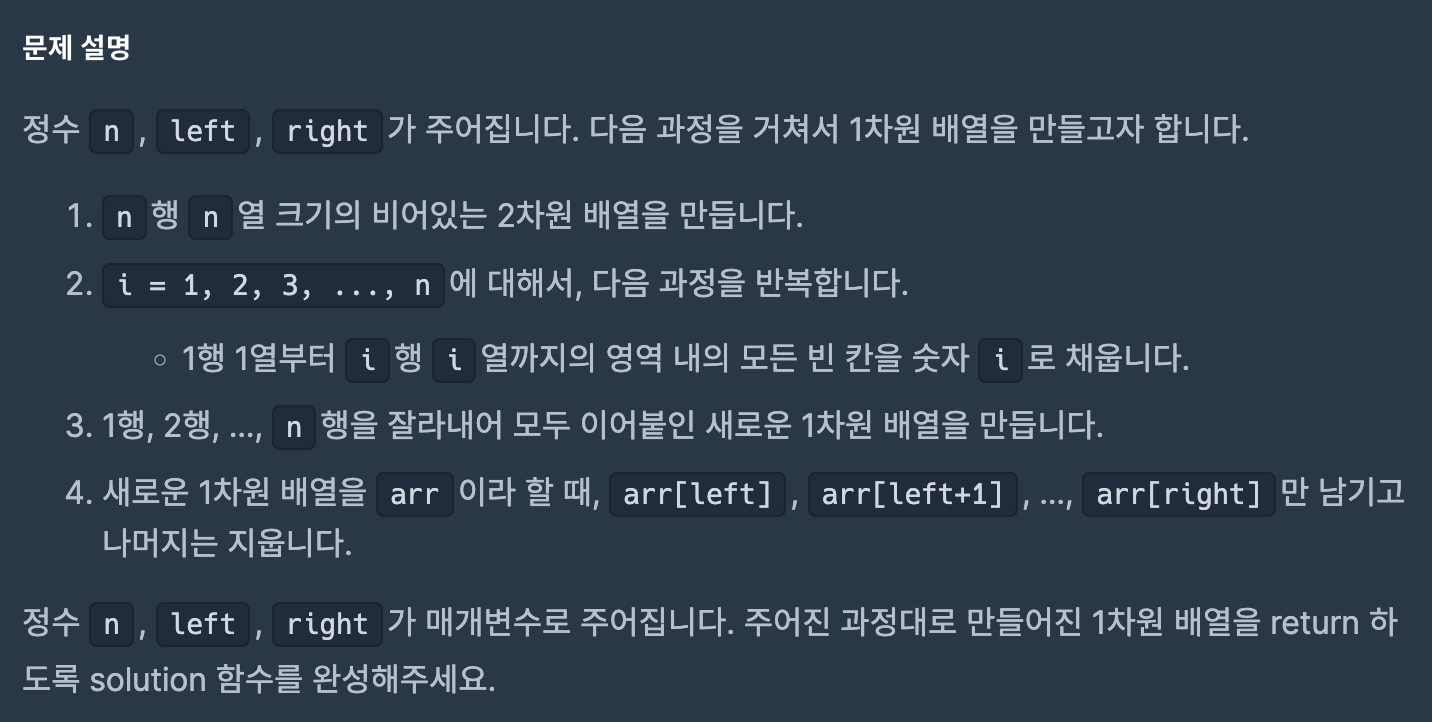 문제 설명
정수 n, left, right가 주어집니다. 다음 과정을 거쳐서 1차원 배열을 만들고자 합니다.
1. n행 n열 크기의 비어있는 2차원 배열을 만듭니다.
2. i = 1, 2, 3, ..., n에 대해서, 다음 과정을 반복합니다.
○ 1행 1열부터 i행 i열까지의 영역 내의 모든 빈 칸을 숫자 i로 채웁니다.
3. 1행, 2행, ..., n행을 잘라내어 모두 이어붙인 새로운 1차원 배열을 만듭니다.
4. 새로운 1차원 배열을 arr이라 할 때, arr[left], arr[left+1], ..., arr[right]만 남기고
나머지는 지웁니다.
정수 n, left, right가 매개변수로 주어집니다. 주어진 과정대로 만들어진 1차원 배열을 return 하
도록 solution 함수를 완성해주세요.